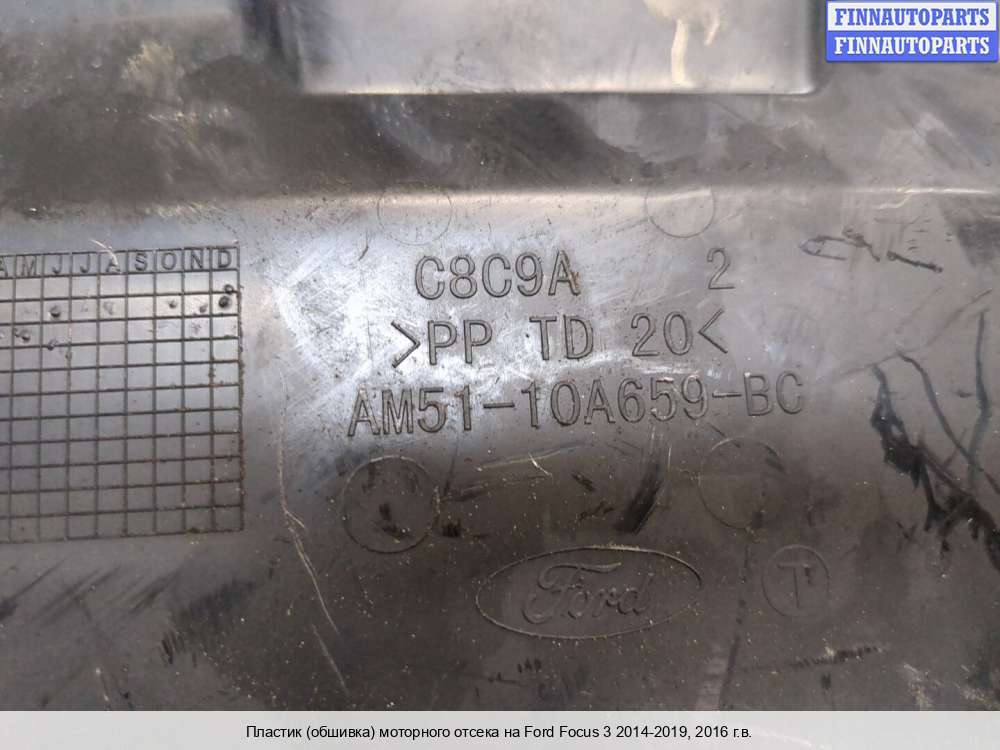 FINNAUTOPARTS
FINNAUTOPARTS
A M J J A S O N D
C8C9A 2
>PP TD 20<
AM51-10A659-BC
Ford
T
Пластик (обшивка) моторного отсека на Ford Focus 3 2014-2019, 2016 г.в.